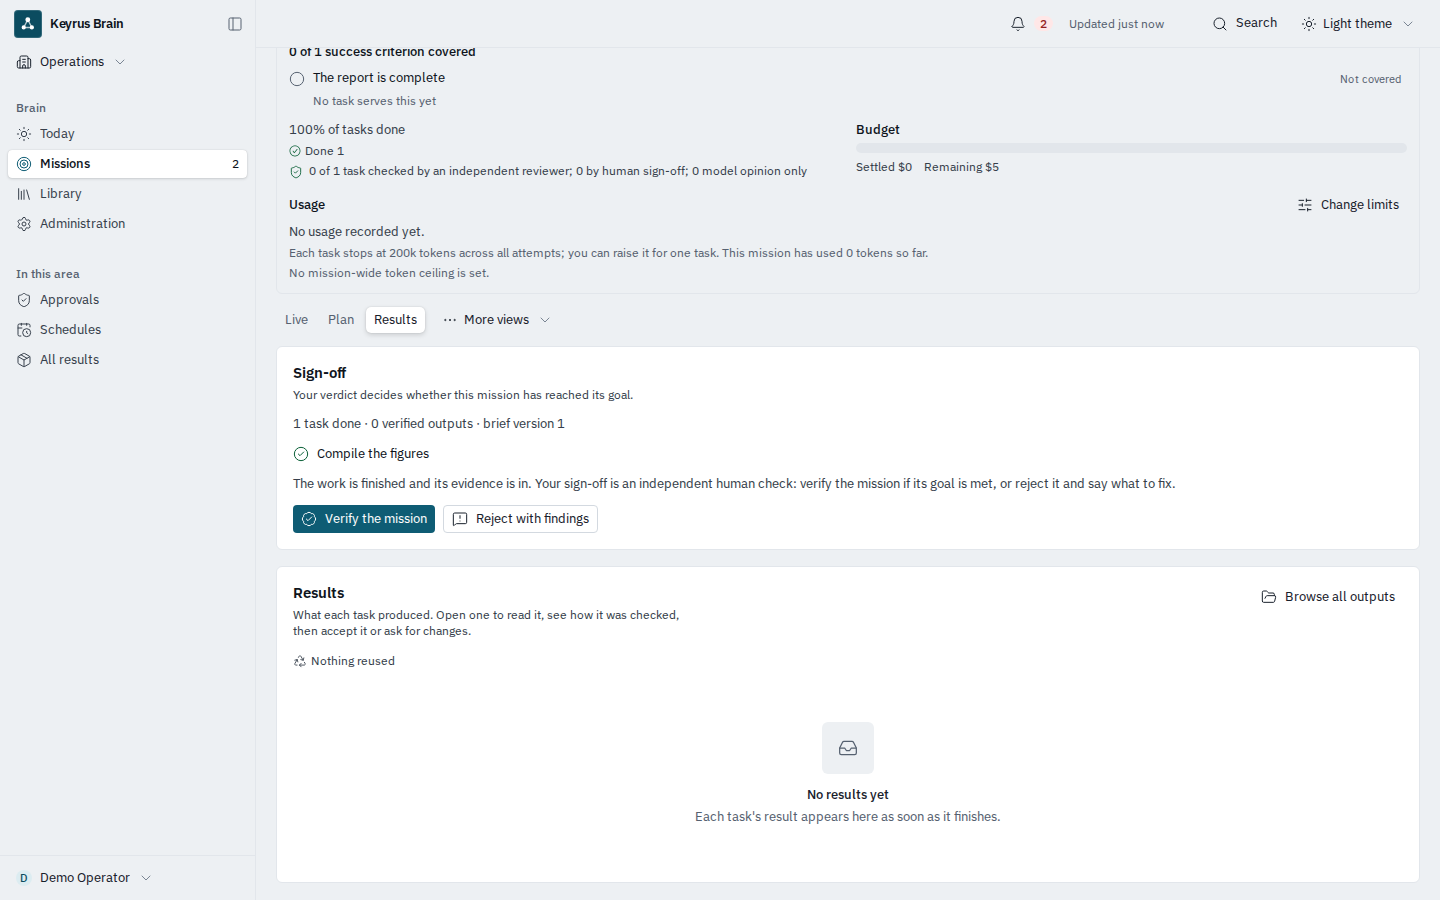 Keyrus Brain
Operations
Brain
Today
Missions 2
Library
Administration
In this area
Approvals
Schedules
All results
D Demo Operator
2 Updated just now Search Light theme
0 of 1 success criterion covered
The report is complete Not covered
No task serves this yet
100% of tasks done
Done 1
0 of 1 task checked by an independent reviewer; 0 by human sign-off; 0 model opinion only
Budget
Settled $0 Remaining $5
Usage Change limits
No usage recorded yet.
Each task stops at 200k tokens across all attempts; you can raise it for one task. This mission has used 0 tokens so far.
No mission-wide token ceiling is set.
Live Plan Results More views
Sign-off
Your verdict decides whether this mission has reached its goal.
1 task done · 0 verified outputs · brief version 1
Compile the figures
The work is finished and its evidence is in. Your sign-off is an independent human check: verify the mission if its goal is met, or reject it and say what to fix.
Verify the mission Reject with findings
Results Browse all outputs
What each task produced. Open one to read it, see how it was checked,
then accept it or ask for changes.
Nothing reused
No results yet
Each task's result appears here as soon as it finishes.